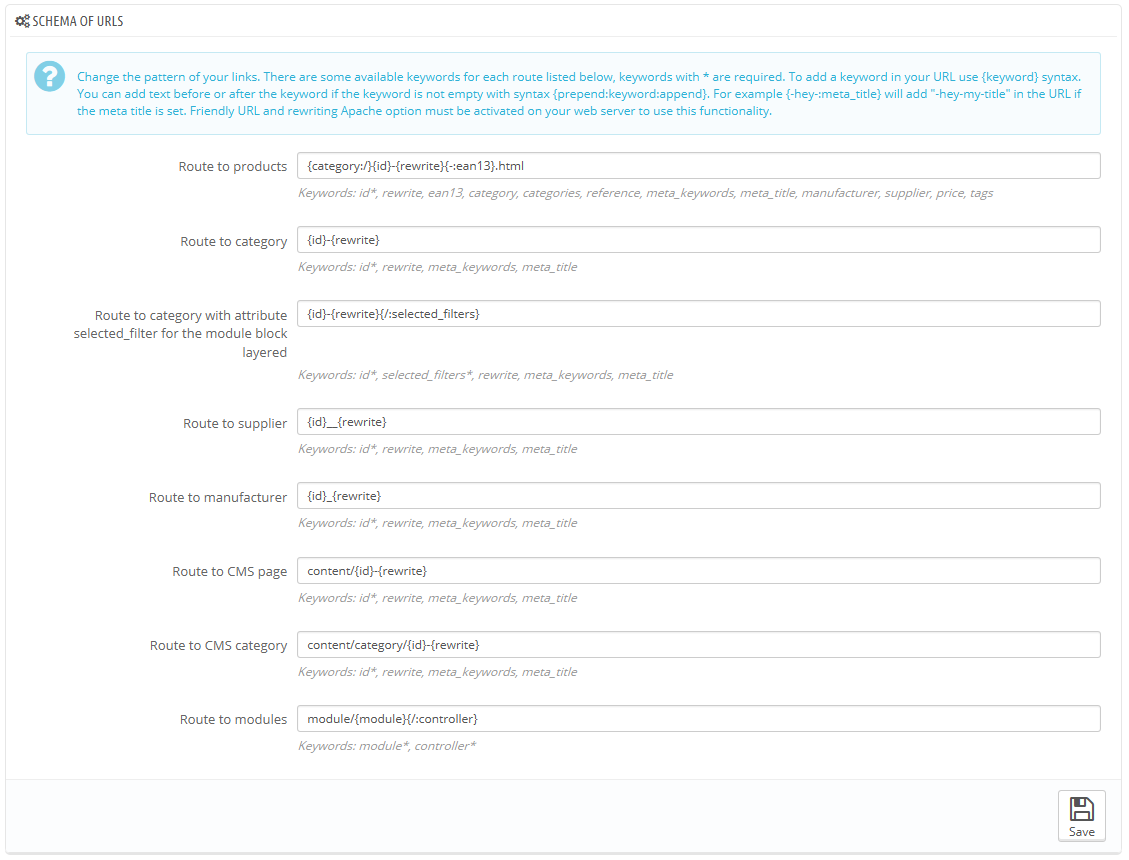 SCHEMA OF URLS
Change the pattern of your links. There are some available keywords for each route listed below, keywords with * are required. To add a keyword in your URL use {keyword} syntax.
You can add text before or after the keyword if the keyword is not empty with syntax {prepend:keyword:append}. For example {-hey-:meta_title} will add "-hey-my-title" in the URL if
the meta title is set. Friendly URL and rewriting Apache option must be activated on your web server to use this functionality.
Route to products
{category:/}{id}-{rewrite}{-:ean13}.html
Keywords: id*, rewrite, ean13, category, categories, reference, meta_keywords, meta_title, manufacturer, supplier, price, tags
Route to category
{id}-{rewrite}
Keywords: id*, rewrite, meta_keywords, meta_title
Route to category with attribute
selected_filter for the module block
layered
{id}-{rewrite}{/:selected_filters}
Keywords: id*, selected_filters*, rewrite, meta_keywords, meta_title
Route to supplier
{id}__{rewrite}
Keywords: id*, rewrite, meta_keywords, meta_title
Route to manufacturer
{id}_{rewrite}
Keywords: id*, rewrite, meta_keywords, meta_title
Route to CMS page
content/{id}-{rewrite}
Keywords: id*, rewrite, meta_keywords, meta_title
Route to CMS category
content/category/{id}-{rewrite}
Keywords: id*, rewrite, meta_keywords, meta_title
Route to modules
module/{module}{/:controller}
Keywords: module*, controller*
Save